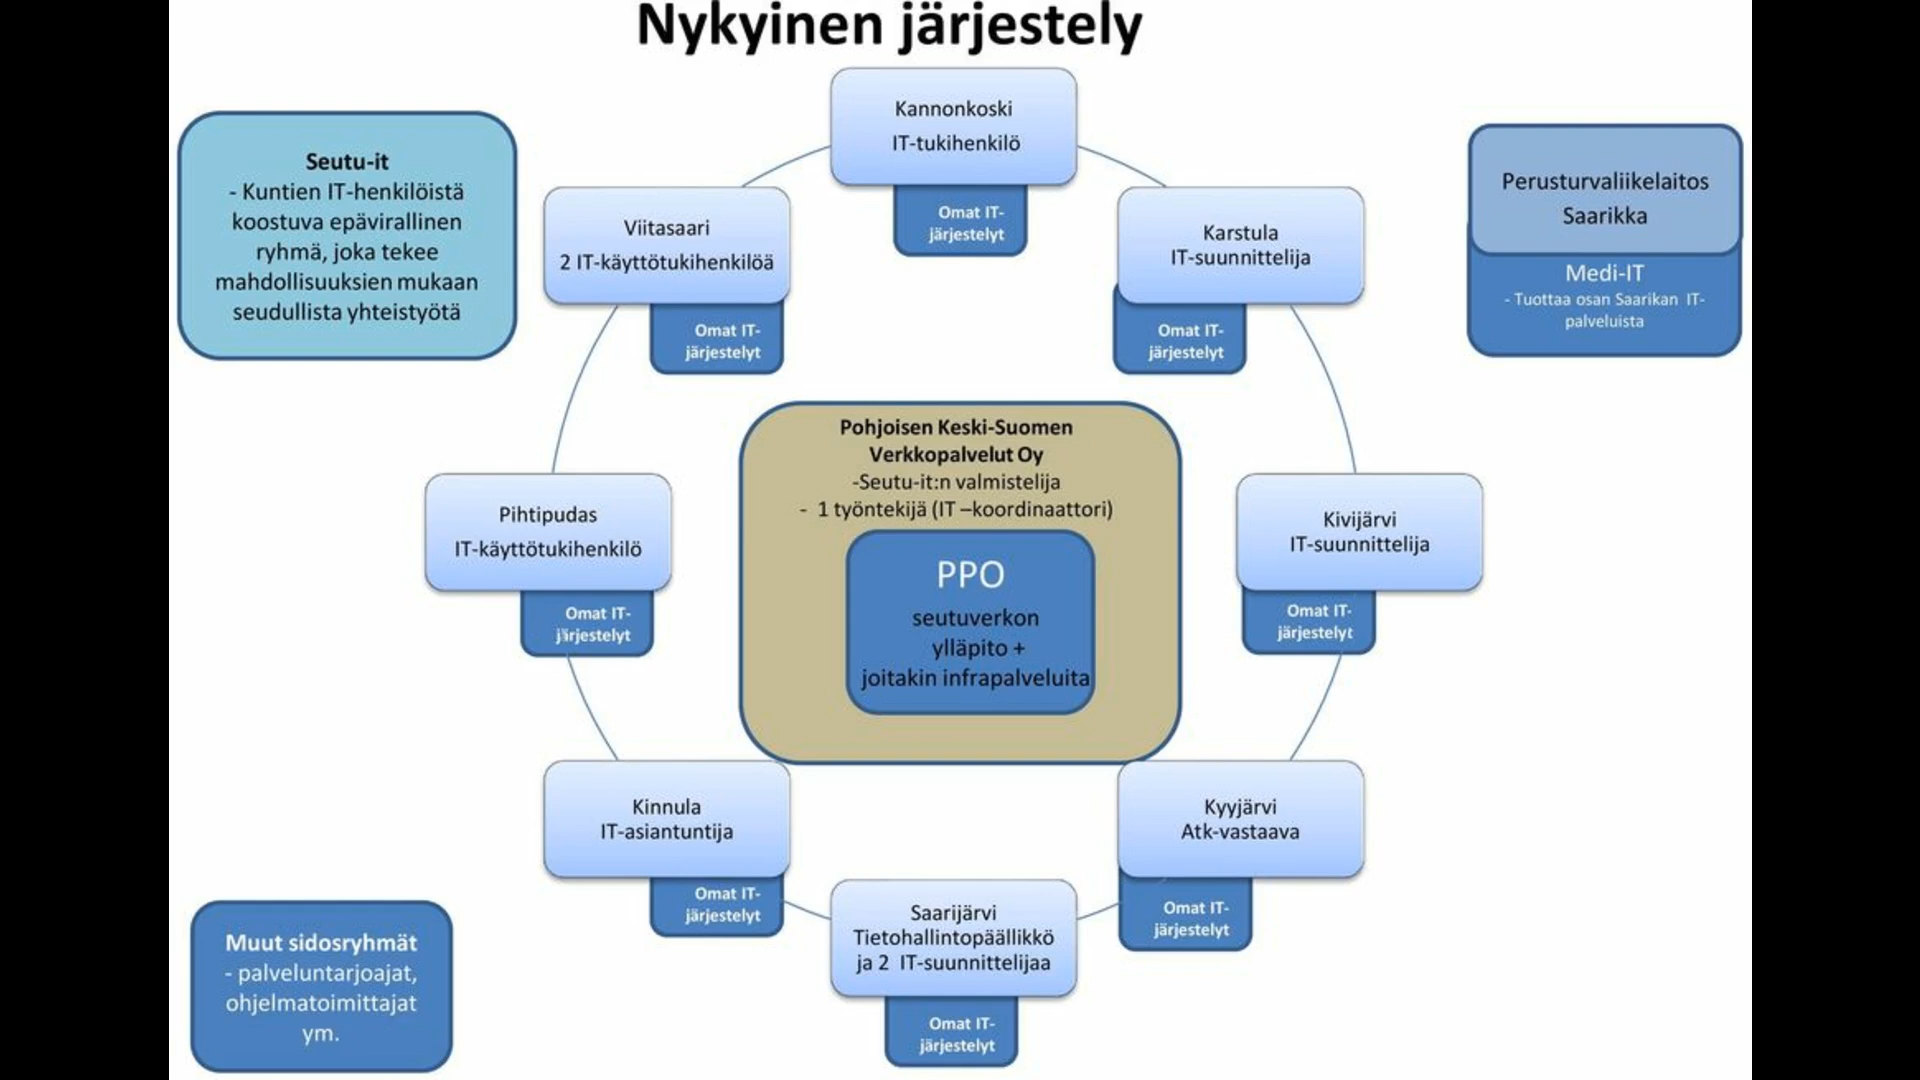 Nykyinen järjestely
Kannonkoski
IT-tukihenkilö
Omat IT-
järjestelyt
Seutu-it
- Kuntien IT-henkilöistä
koostuva epävirallinen
ryhmä, joka tekee
mahdollisuuksien mukaan
seudullista yhteistyötä
Viitasaari
2 IT-käyttötukihenkilöä
Omat IT-
järjestelyt
Karstula
IT-suunnittelija
Omat IT-
järjestelyt
Perusturvaliikelaitos
Saarikka
Medi-IT
- Tuottaa osan Saarikan IT-
palveluista
Pohjoisen Keski-Suomen
Verkkopalvelut Oy
-Seutu-it:n valmistelija
- 1 työntekijä (IT –koordinaattori)
PPO
seutuverkon
ylläpito +
joitakin infrapalveluita
Pihtipudas
IT-käyttötukihenkilö
Omat IT-
järjestelyt
Kivijärvi
IT-suunnittelija
Omat IT-
järjestelyt
Kinnula
IT-asiantuntija
Omat IT-
järjestelyt
Kyyjärvi
Atk-vastaava
Omat IT-
järjestelyt
Saarijärvi
Tietohallintopäällikkö
ja 2 IT-suunnittelijaa
Omat IT-
järjestelyt
Muut sidosryhmät
- palveluntarjoajat,
ohjelmatoimittajat
ym.